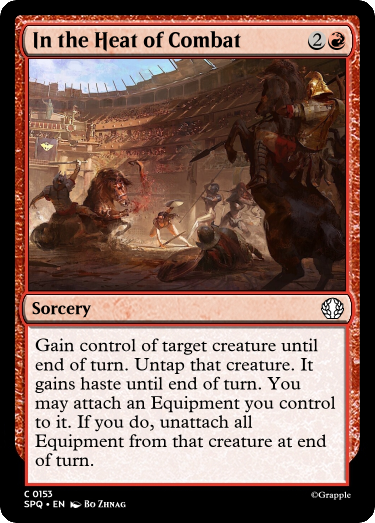 In the Heat of Combat 2
Sorcery
Gain control of target creature until
end of turn. Untap that creature. It
gains haste until end of turn. You
may attach an Equipment you control
to it. If you do, unattach all
Equipment from that creature at end
of turn.
C 0153
SPQ • EN Bo Zhnag
©Grapple